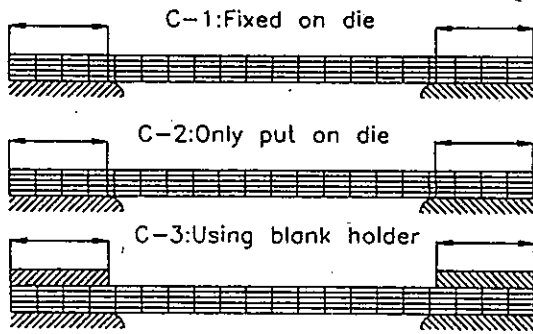 C-1:Fixed on die
C-2:Only put on die
C-3:Using blank holder